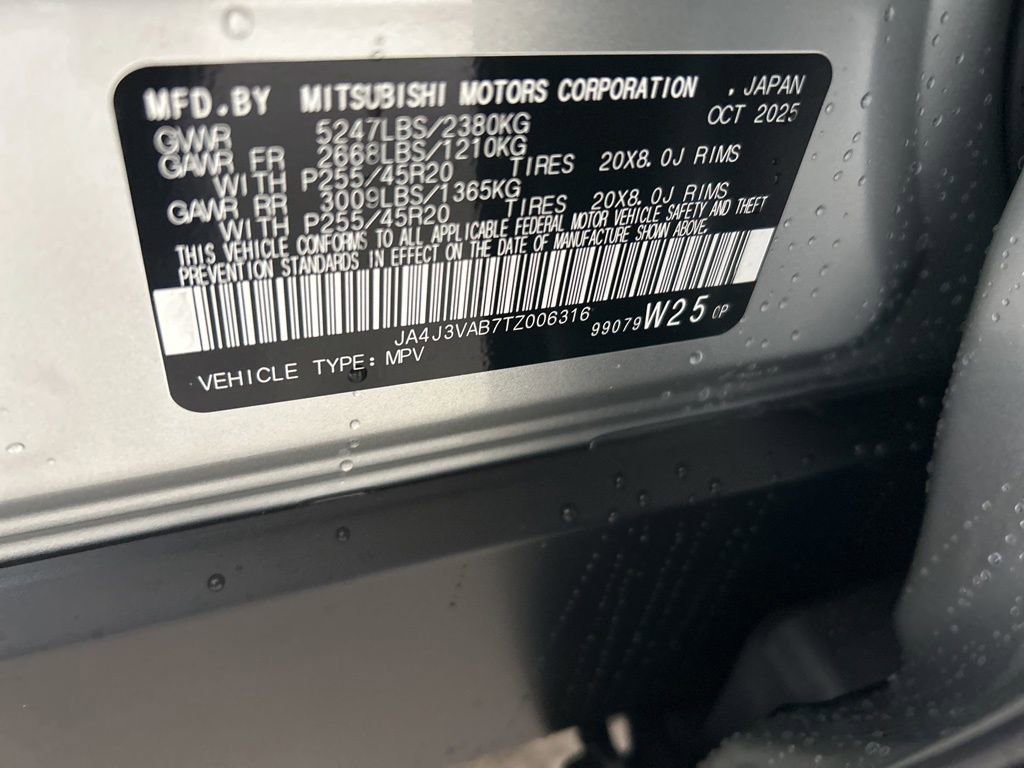 MFD.BY MITSUBISHI MOTORS CORPORATION , JAPAN
OCT 2025
GVWR 5247LBS/2380KG
GAWR FR 2668LBS/1210KG
WITH P255/45R20 TIRES 20X8.0J RIMS
GAWR RR 3009LBS/1365KG
WITH P255/45R20 TIRES 20X8.0J RIMS
THIS VEHICLE CONFORMS TO ALL APPLICABLE FEDERAL MOTOR VEHICLE SAFETY AND THEFT
PREVENTION STANDARDS IN EFFECT ON THE DATE OF MANUFACTURE SHOWN ABOVE.
JA4J3VAB7TZ006316 99079 W25 CP
VEHICLE TYPE: MPV